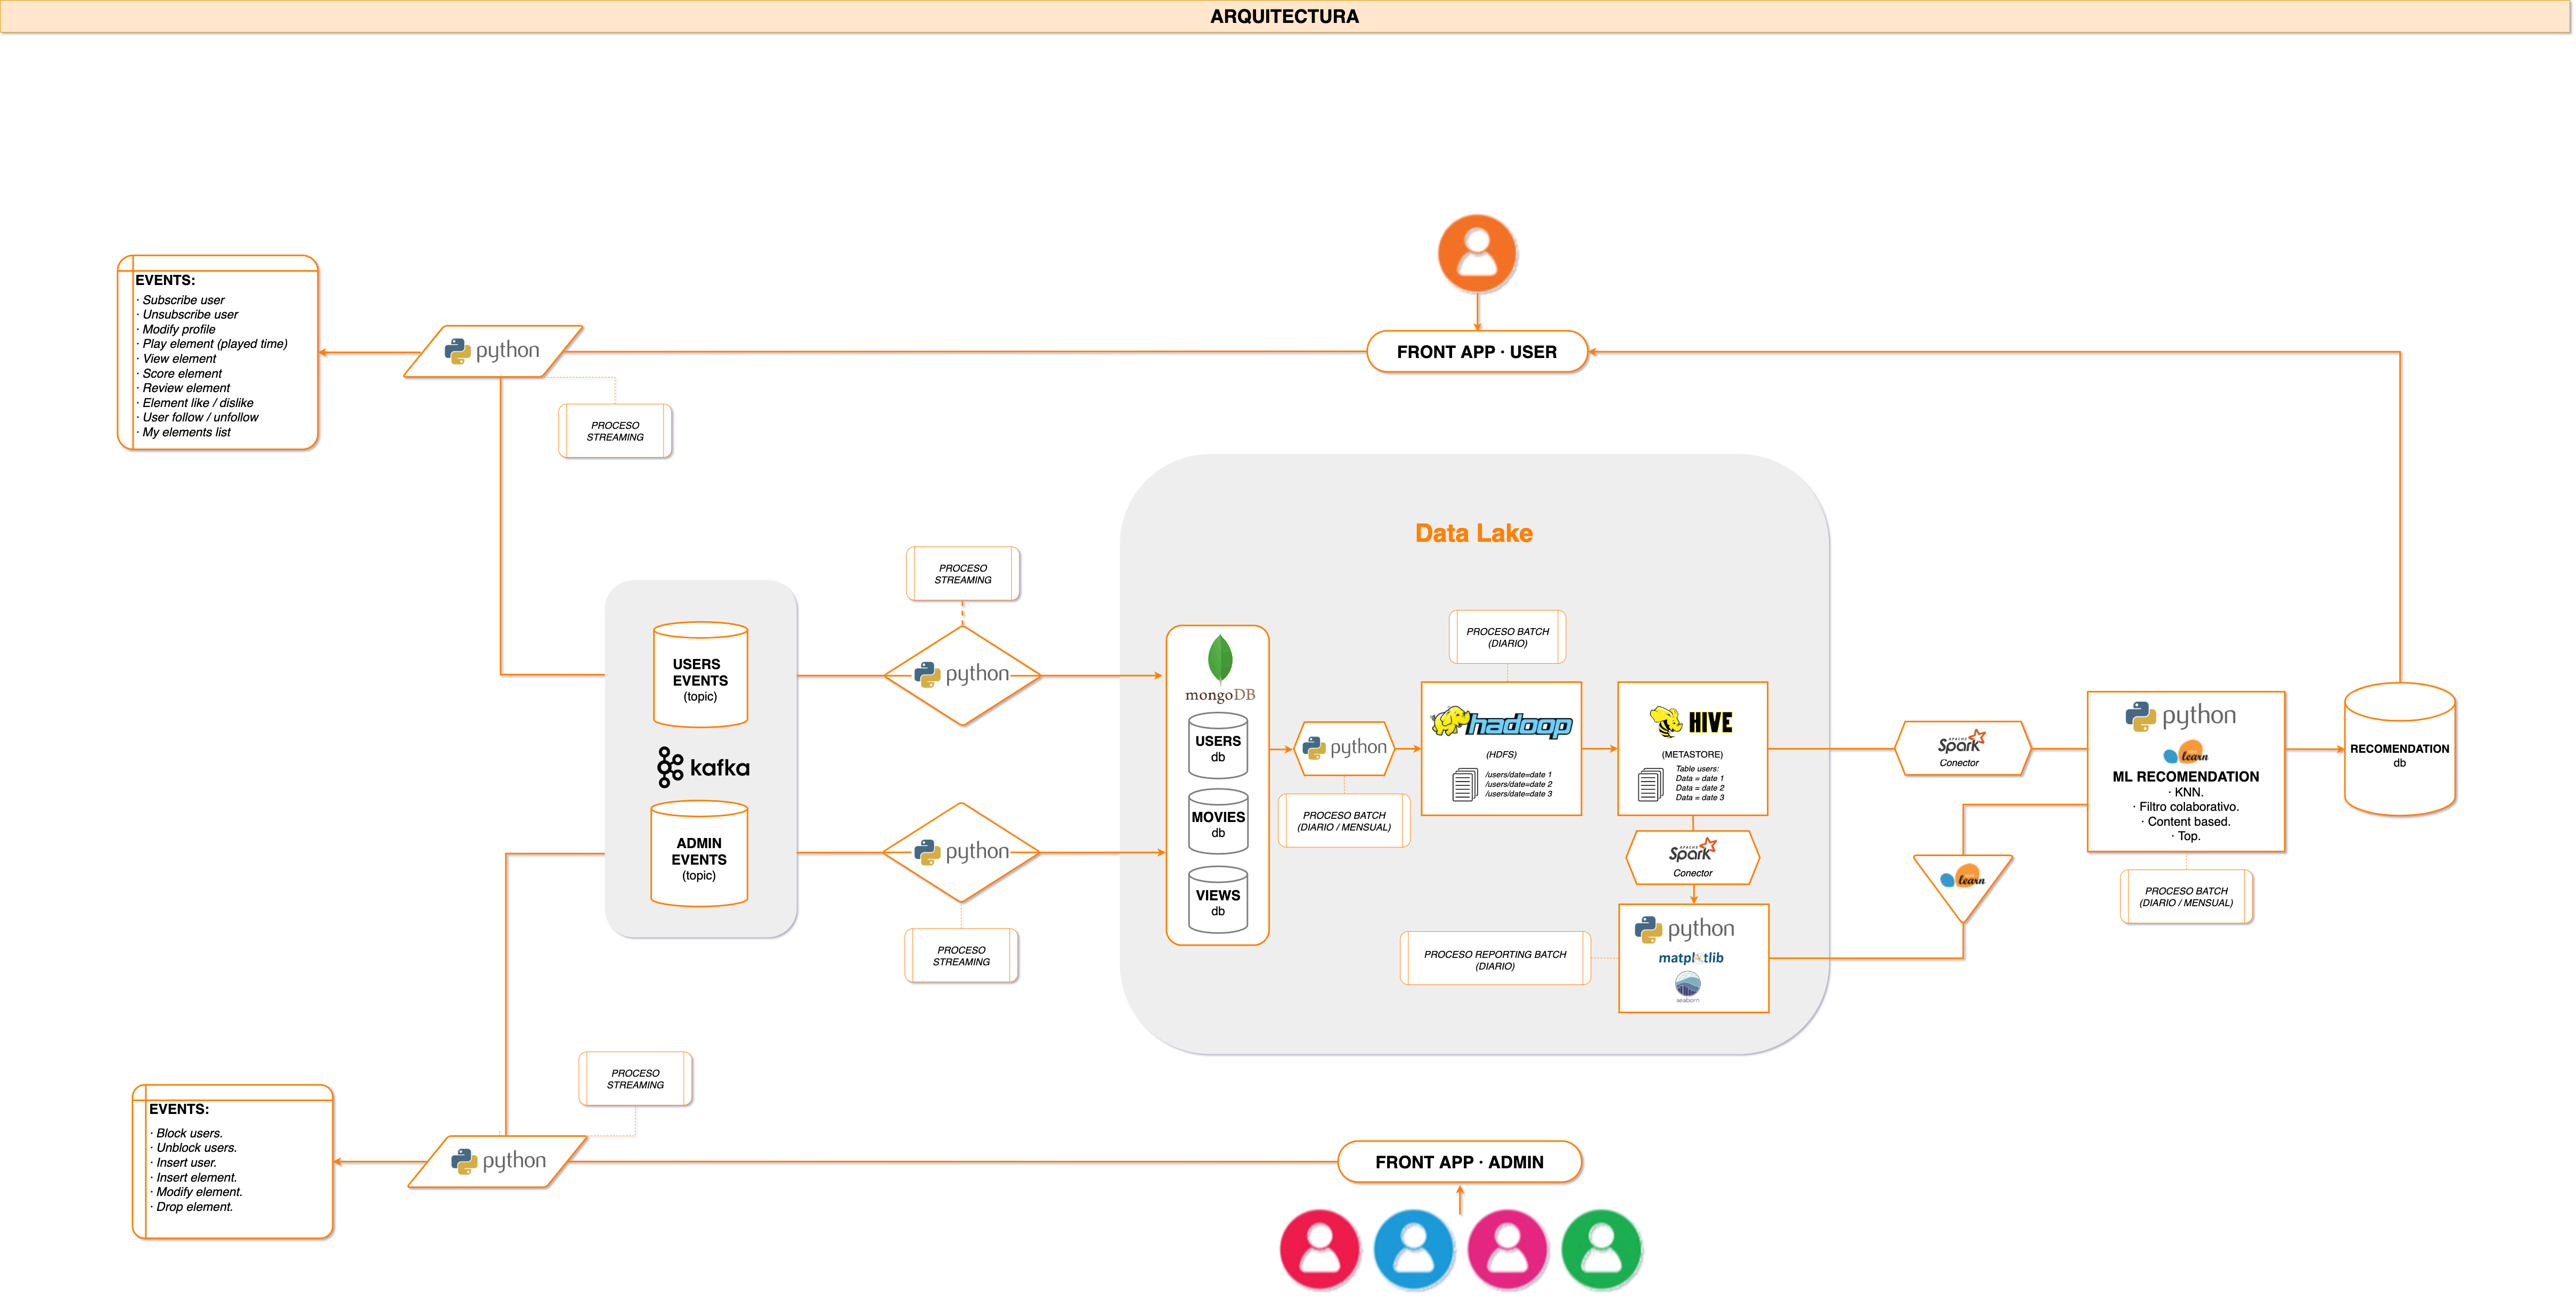 ARQUITECTURA
EVENTS:
· Subscribe user
· Unsubscribe user
· Modify profile
· Play element (played time)
· View element
· Score element
· Review element
· Element like / dislike
· User follow / unfollow
· My elements list
python
PROCESO
STREAMING
FRONT APP · USER
Data Lake
PROCESO
STREAMING
USERS
EVENTS
(topic)
kafka
ADMIN
EVENTS
(topic)
python
python
PROCESO
STREAMING
mongoDB
USERS
db
MOVIES
db
VIEWS
db
python
PROCESO BATCH
(DIARIO / MENSUAL)
PROCESO BATCH
(DIARIO)
hadoop
(HDFS)
/users/date=date 1
/users/date=date 2
/users/date=date 3
HIVE
(METASTORE)
Table users:
Data = date 1
Data = date 2
Data = date 3
APACHE
Spark
Conector
PROCESO REPORTING BATCH
(DIARIO)
python
matplotlib
seaborn
APACHE
Spark
Conector
learn
python
learn
ML RECOMENDATION
· KNN.
· Filtro colaborativo.
· Content based.
· Top.
PROCESO BATCH
(DIARIO / MENSUAL)
RECOMENDATION
db
PROCESO
STREAMING
EVENTS:
· Block users.
· Unblock users.
· Insert user.
· Insert element.
· Modify element.
· Drop element.
python
FRONT APP · ADMIN